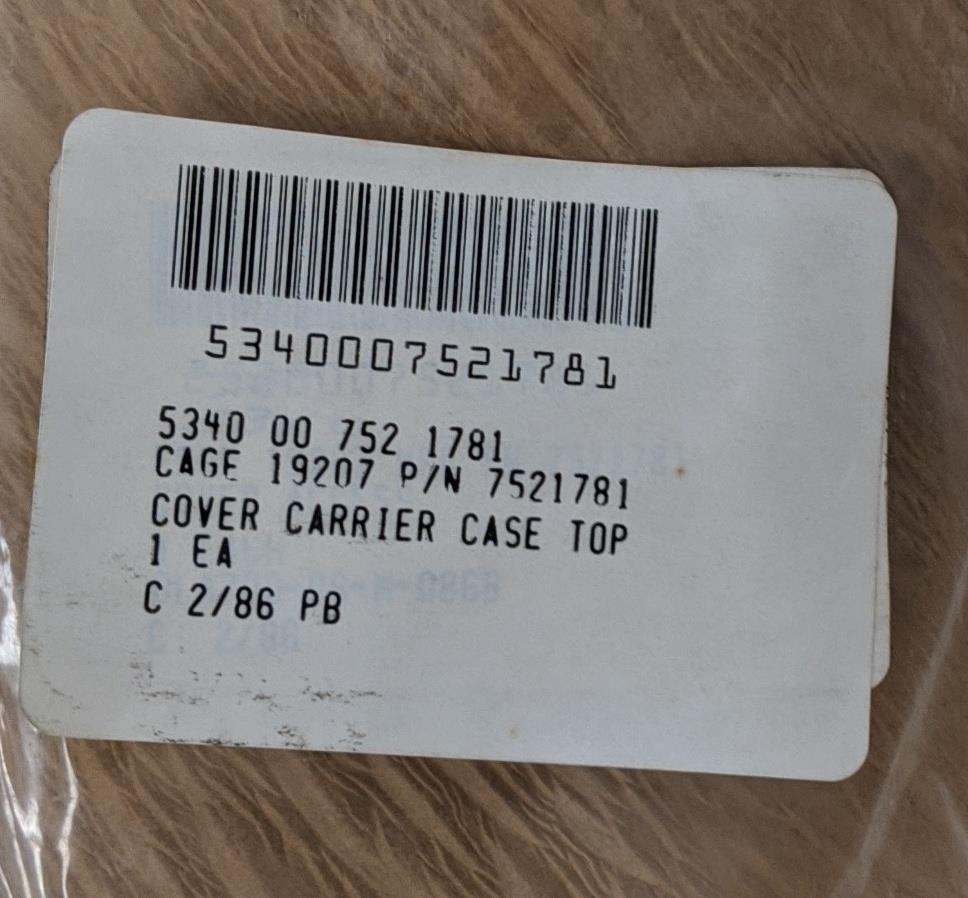 5340007521781
5340 00 752 1781
CAGE 19207 P/N 7521781
COVER CARRIER CASE TOP
1 EA
C 2/86 PB